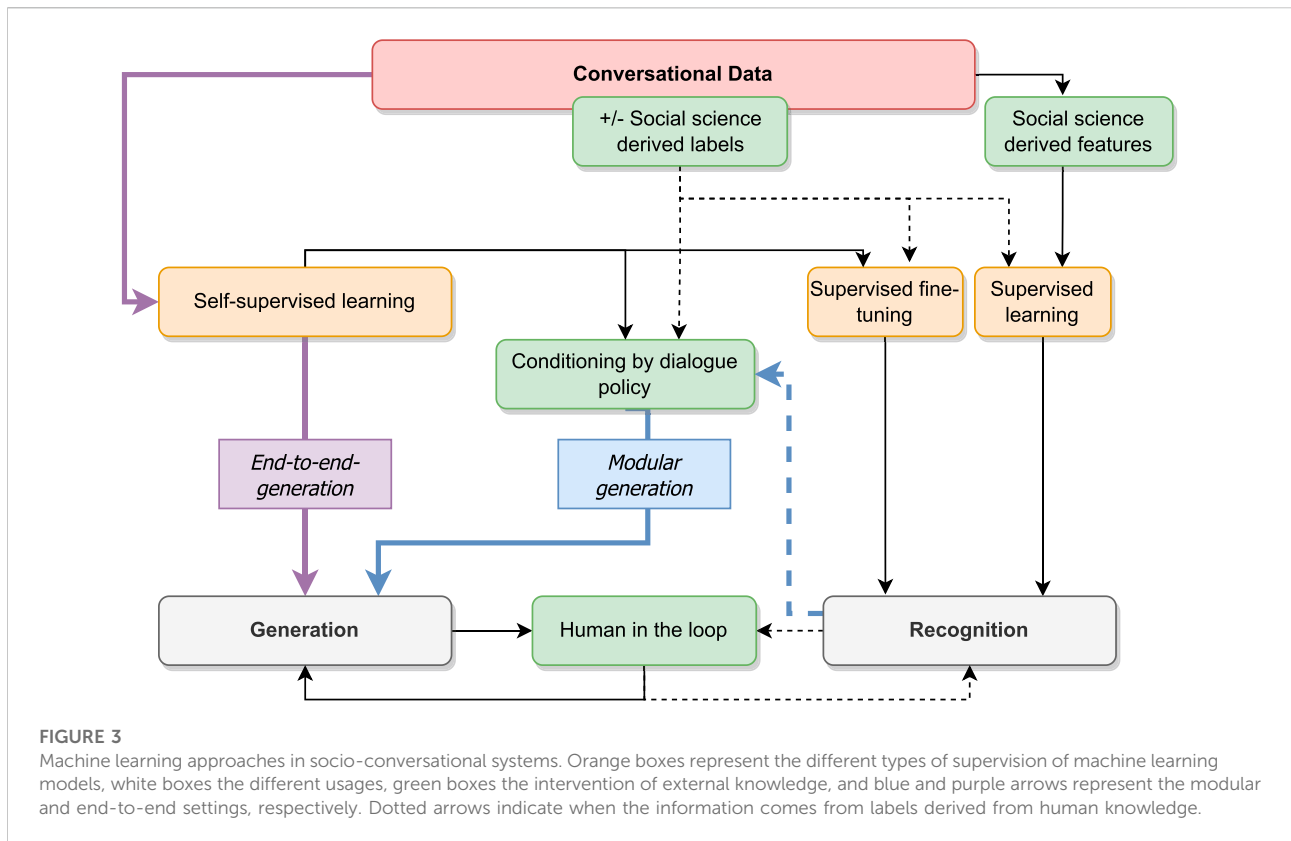 Conversational Data
+/- Social science
derived labels
Social science
derived features
Self-supervised learning
Supervised fine-
tuning
Supervised
learning
Conditioning by dialogue
policy
End-to-end-
generation
Modular
generation
Generation
Human in the loop
Recognition
FIGURE 3
Machine learning approaches in socio-conversational systems. Orange boxes represent the different types of supervision of machine learning
models, white boxes the different usages, green boxes the intervention of external knowledge, and blue and purple arrows represent the modular
and end-to-end settings, respectively. Dotted arrows indicate when the information comes from labels derived from human knowledge.